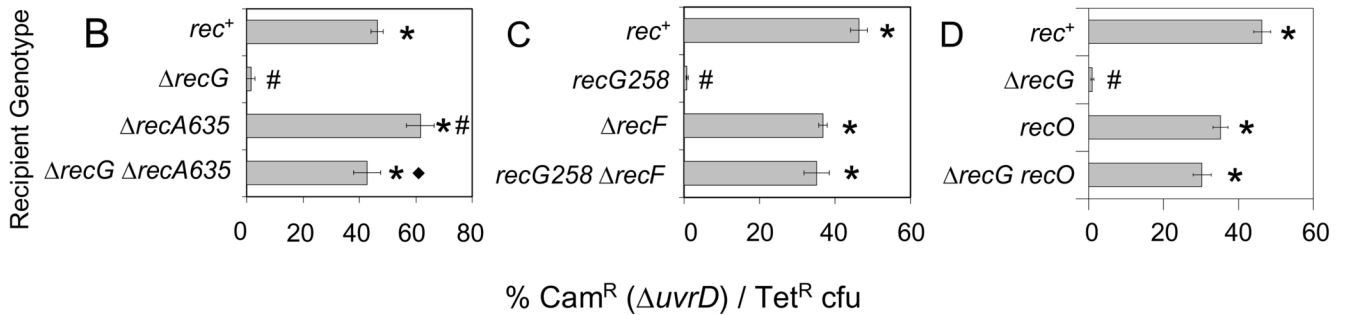 Recipient Genotype
B
rec⁺
*
ΔrecG
#
ΔrecA635
*#
ΔrecG ΔrecA635
*◆
0 20 40 60 80
C
rec⁺
*
recG258
#
ΔrecF
*
recG258 ΔrecF
*
0 20 40 60
D
rec⁺
*
ΔrecG
#
recO
*
ΔrecG recO
*
0 20 40 60
% Camᴿ (ΔuvrD) / Tetᴿ cfu